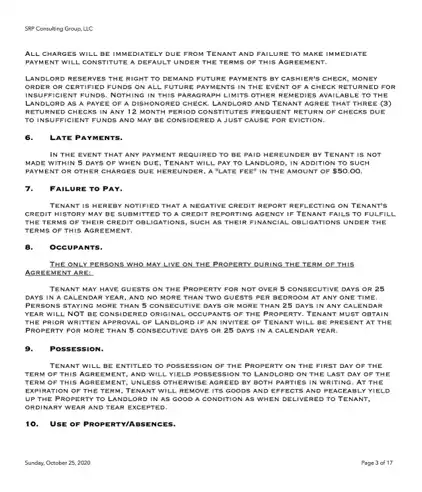 SRP Consulting Group, LLC
All charges will be immediately due from Tenant and failure to make immediate
payment will constitute a default under the terms of this Agreement.
Landlord reserves the right to demand future payments by cashier's check, money
order or certified funds on all future payments in the event of a check returned for
insufficient funds. Nothing in this paragraph limits other remedies available to the
Landlord as a payee of a dishonored check. Landlord and Tenant agree that three (3)
returned checks in any 12 month period constitutes frequent return of checks due
to insufficient funds and may be considered a just cause for eviction.
6. Late Payments.
In the event that any payment required to be paid hereunder by Tenant is not
made within 5 days of when due, Tenant will pay to Landlord, in addition to such
payment or other charges due hereunder, a "late fee" in the amount of $50.00.
7. Failure to Pay.
Tenant is hereby notified that a negative credit report reflecting on Tenant's
credit history may be submitted to a credit reporting agency if Tenant fails to fulfill
the terms of their credit obligations, such as their financial obligations under the
terms of this Agreement.
8. Occupants.
The only persons who may live on the Property during the term of this
Agreement are:
Tenant may have guests on the Property for not over 5 consecutive days or 25
days in a calendar year, and no more than two guests per bedroom at any one time.
Persons staying more than 5 consecutive days or more than 25 days in any calendar
year will NOT be considered original occupants of the Property. Tenant must obtain
the prior written approval of Landlord if an invitee of Tenant will be present at the
Property for more than 5 consecutive days or 25 days in a calendar year.
9. Possession.
Tenant will be entitled to possession of the Property on the first day of the
term of this Agreement, and will yield possession to Landlord on the last day of the
term of this Agreement, unless otherwise agreed by both parties in writing. At the
expiration of the term, Tenant will remove its goods and effects and peaceably yield
up the Property to Landlord in as good a condition as when delivered to Tenant,
ordinary wear and tear excepted.
10. Use of Property/Absences.
Sunday, October 25, 2020
Page 3 of 17